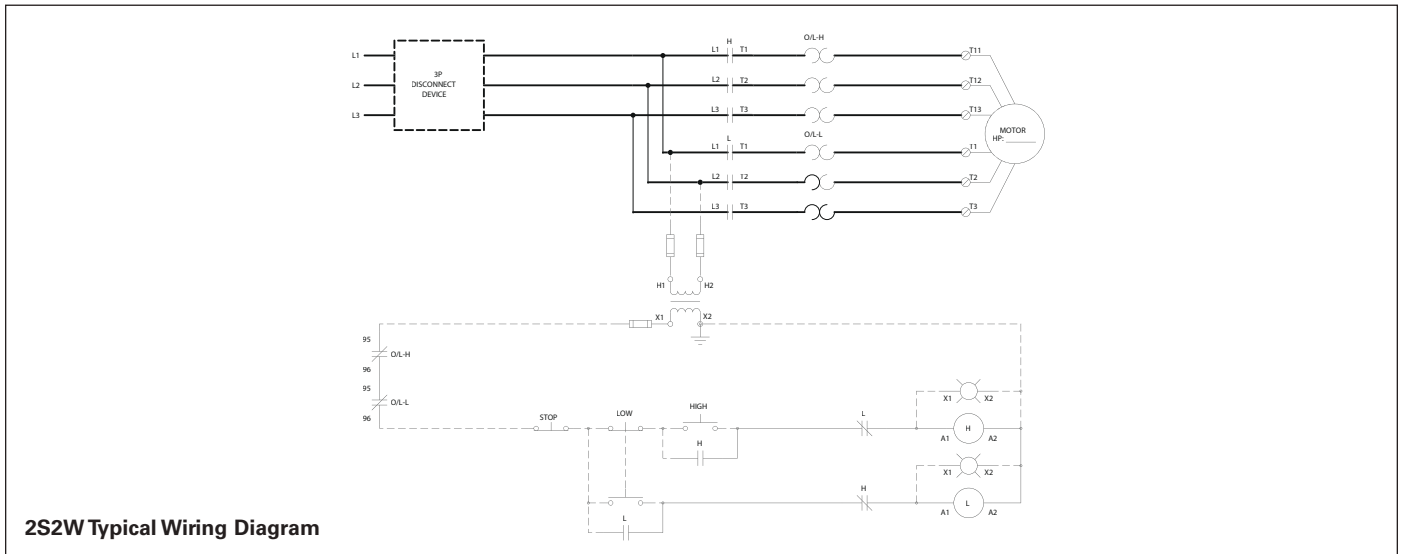 H
O/L-H
L1
L1
T1
T11
3P
DISCONNECT
DEVICE
L2
L2
T2
T12
L3
L3
T3
T13
MOTOR
HP: ________
L
O/L-L
L1
T1
T1
L2
T2
T2
L3
T3
T3
H1
H2
X1
X2
95
O/L-H
96
95
O/L-L
96
STOP
LOW
HIGH
H
L
X1
X2
A1
H
A2
H
X1
X2
L
A1
L
A2
2S2W Typical Wiring Diagram